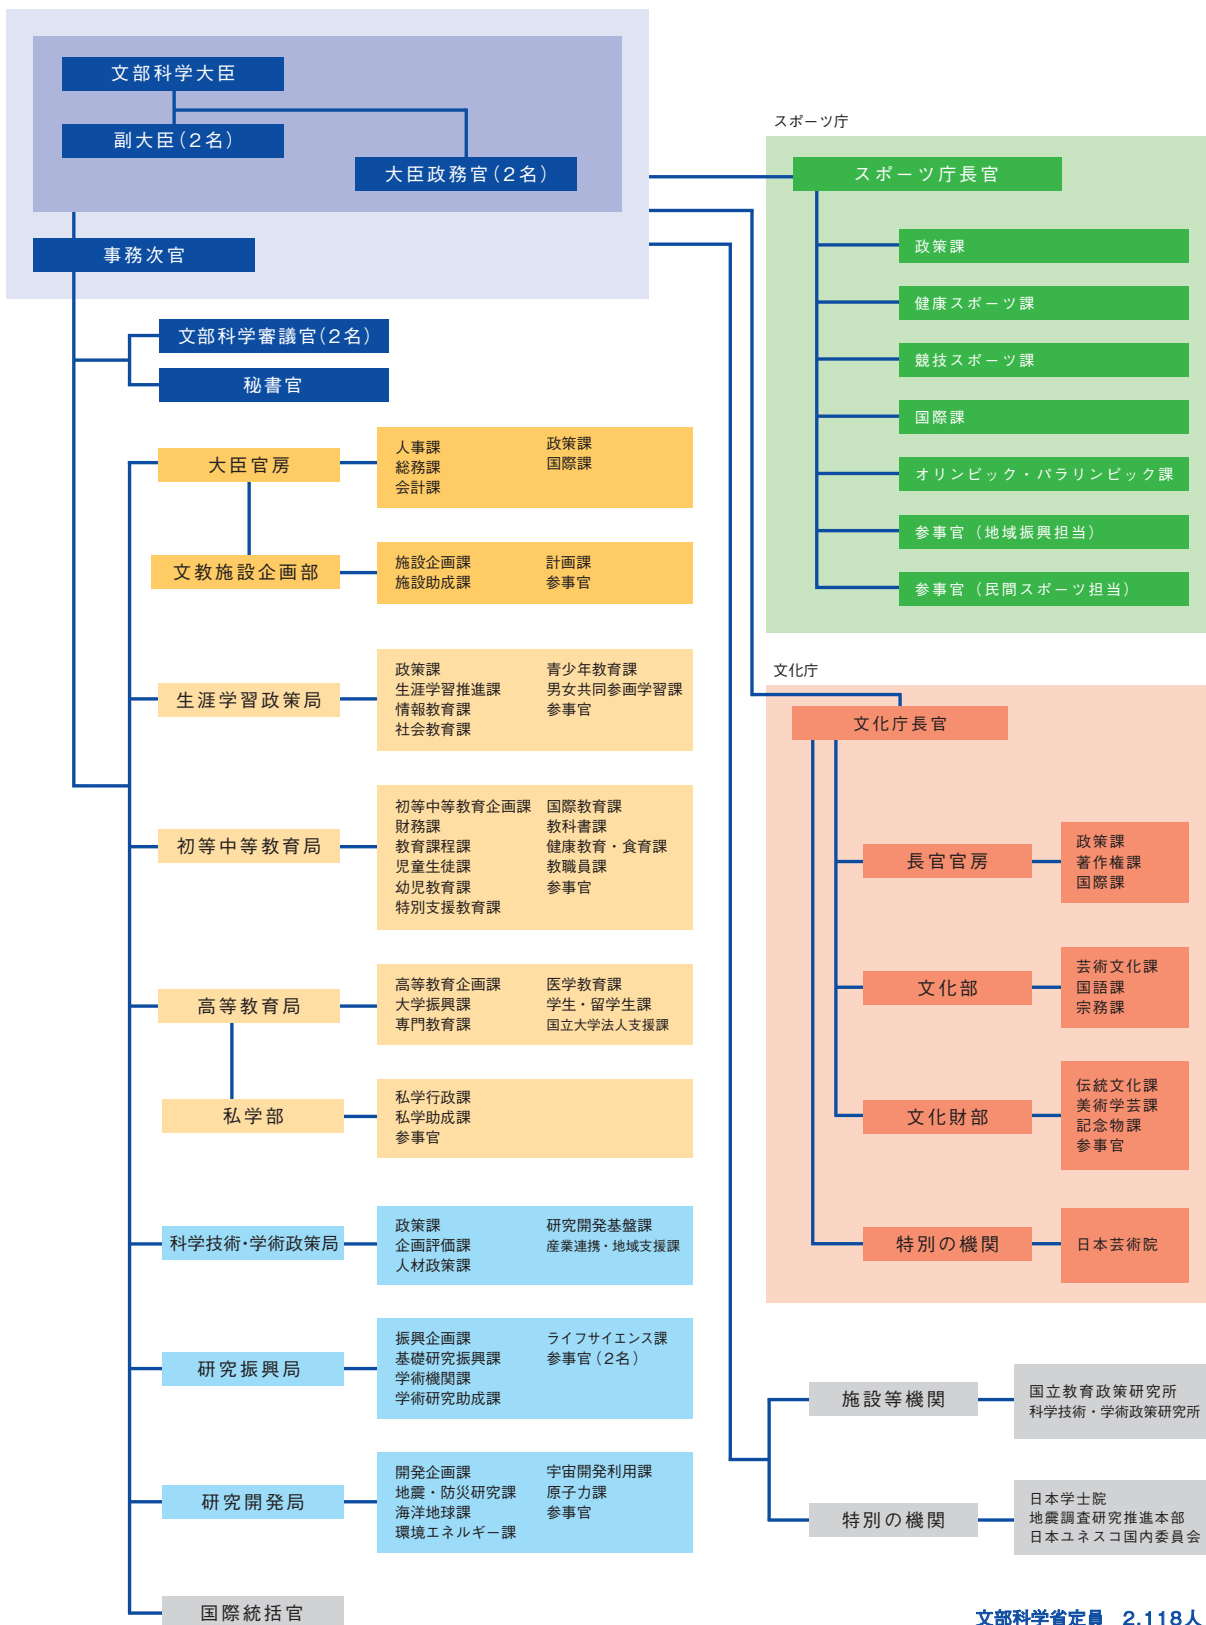 文部科学大臣
副大臣(2名)
大臣政務官(2名)
事務次官
文部科学審議官(2名)
秘書官
大臣官房
人事課
総務課
会計課
政策課
国際課
文教施設企画部
施設企画課
施設助成課
計画課
参事官
生涯学習政策局
政策課
生涯学習推進課
情報教育課
社会教育課
青少年教育課
男女共同参画学習課
参事官
初等中等教育局
初等中等教育企画課
財務課
教育課程課
児童生徒課
幼児教育課
特別支援教育課
国際教育課
教科書課
健康教育・食育課
教職員課
参事官
高等教育局
高等教育企画課
大学振興課
専門教育課
医学教育課
学生・留学生課
国立大学法人支援課
私学部
私学行政課
私学助成課
参事官
科学技術・学術政策局
政策課
企画評価課
人材政策課
研究開発基盤課
産業連携・地域支援課
研究振興局
振興企画課
基礎研究振興課
学術機関課
学術研究助成課
ライフサイエンス課
参事官(2名)
研究開発局
開発企画課
地震・防災研究課
海洋地球課
環境エネルギー課
宇宙開発利用課
原子力課
参事官
国際統括官
スポーツ庁
スポーツ庁長官
政策課
健康スポーツ課
競技スポーツ課
国際課
オリンピック・パラリンピック課
参事官（地域振興担当）
参事官（民間スポーツ担当）
文化庁
文化庁長官
長官官房
政策課
著作権課
国際課
文化部
芸術文化課
国語課
宗務課
文化財部
伝統文化課
美術学芸課
記念物課
参事官
特別の機関
日本芸術院
施設等機関
国立教育政策研究所
科学技術・学術政策研究所
特別の機関
日本学士院
地震調査研究推進本部
日本ユネスコ国内委員会
文部科学省定員 2,118人